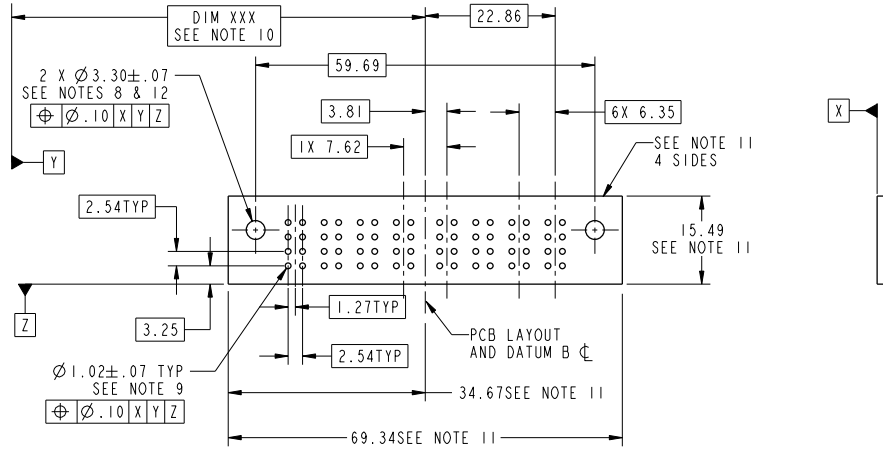 DIM XXX
SEE NOTE 10
22.86
59.69
2 X Ø3.30±.07
SEE NOTES 8 & 12
⌖ Ø.10 X Y Z
3.81
6X 6.35
X
1X 7.62
SEE NOTE 11
4 SIDES
Y
2.54TYP
15.49
SEE NOTE 11
Z
3.25
1.27TYP
PCB LAYOUT
AND DATUM B ℄
2.54TYP
Ø1.02±.07 TYP
SEE NOTE 9
⌖ Ø.10 X Y Z
34.67SEE NOTE 11
69.34SEE NOTE 11